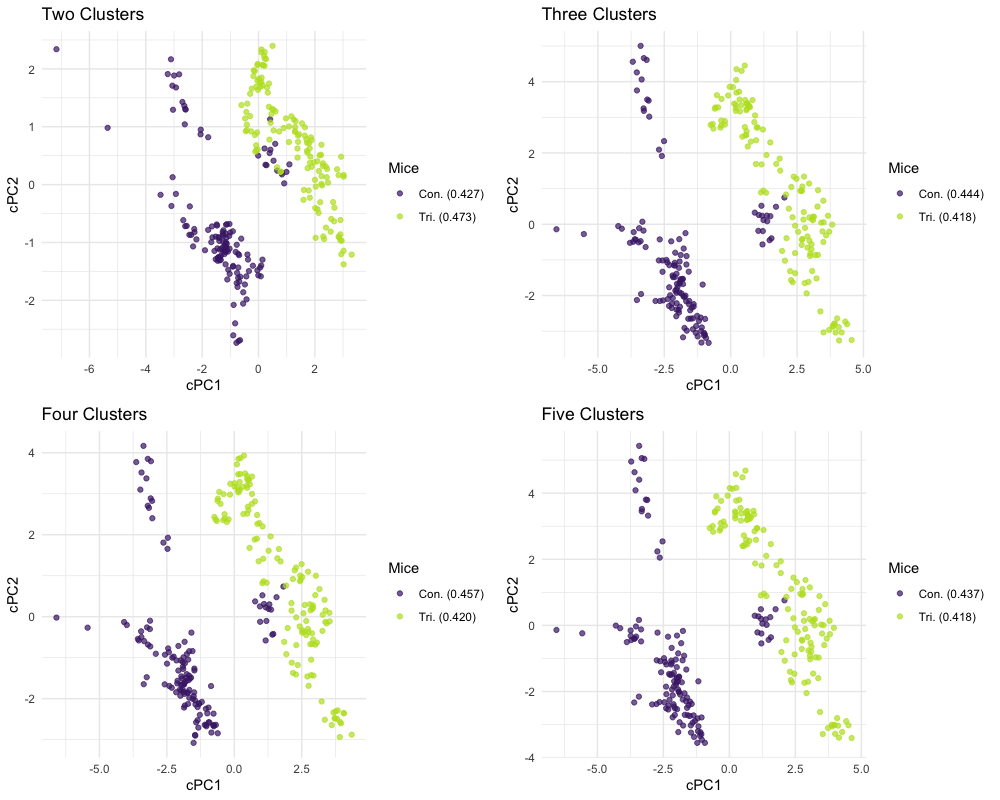 Two Clusters
cPC2
2
1
0
-1
-2
-6
-4
-2
0
2
cPC1
Mice
Con. (0.427)
Tri. (0.473)
Three Clusters
cPC2
4
2
0
-2
-5.0
-2.5
0.0
2.5
5.0
cPC1
Mice
Con. (0.444)
Tri. (0.418)
Four Clusters
cPC2
4
2
0
-2
-5.0
-2.5
0.0
2.5
cPC1
Mice
Con. (0.457)
Tri. (0.420)
Five Clusters
cPC2
4
2
0
-2
-4
-5.0
-2.5
0.0
2.5
5.0
cPC1
Mice
Con. (0.437)
Tri. (0.418)